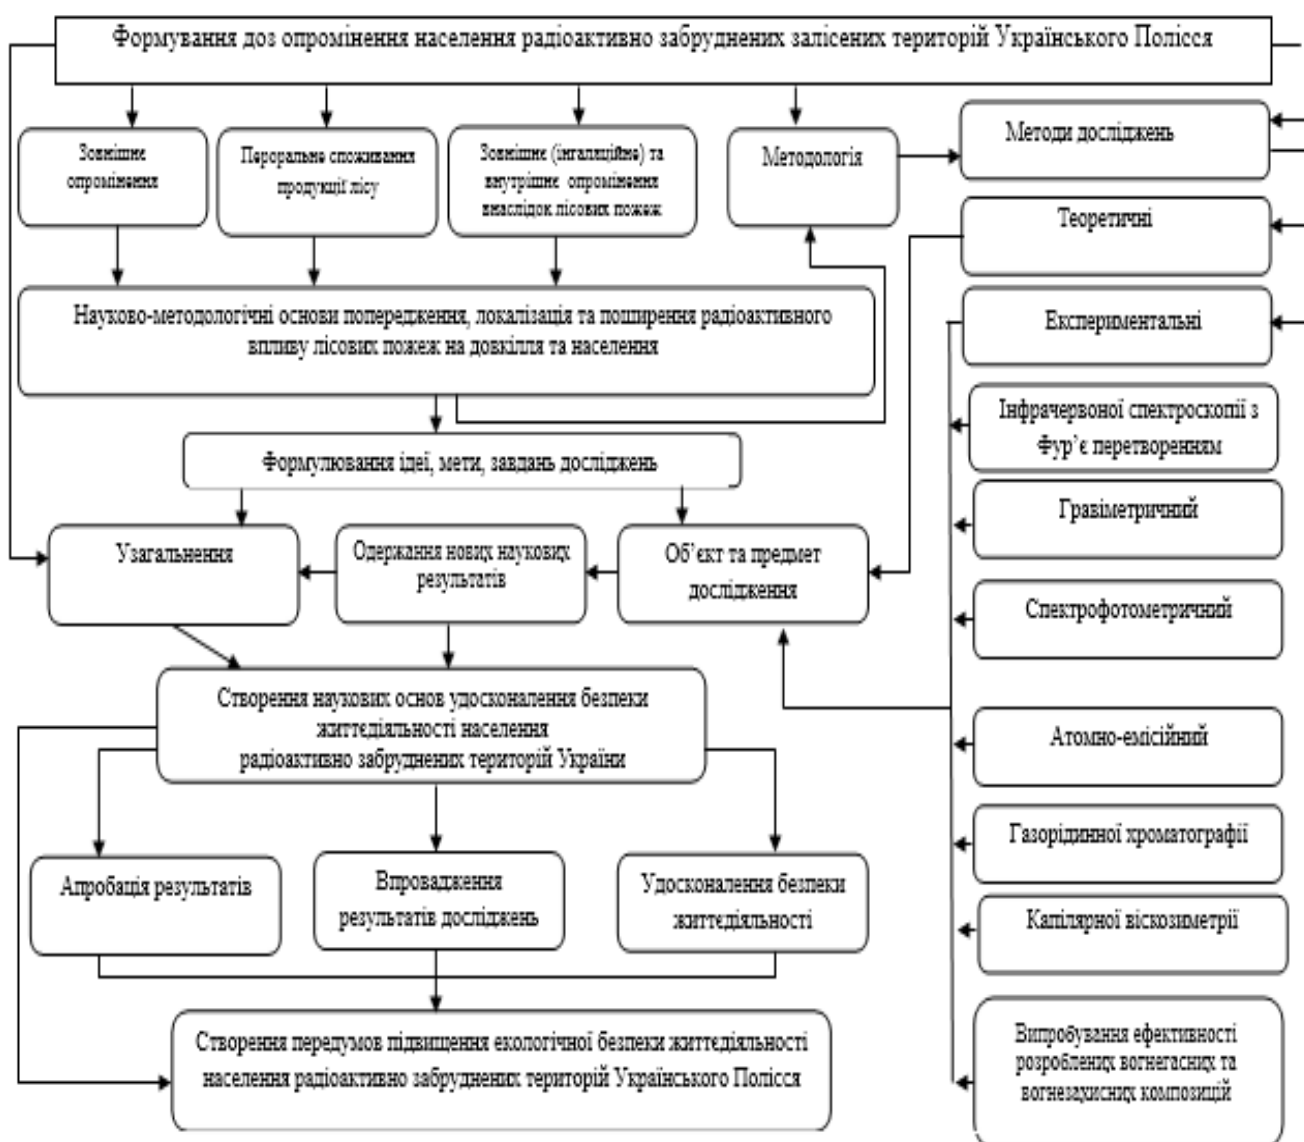 Формування доз опромінення населення радіоактивно забруднених залісених територій Українського Полісся
Зовнішнє
опромінення
Пероральне споживання
продукції лісу
Зовнішнє (інгаляційне) та
внутрішнє опромінення
внаслідок лісових пожеж
Методологія
Методи досліджень
Теоретичні
Експериментальні
Науково-методологічні основи попередження, локалізація та поширення радіоактивного
впливу лісових пожеж на довкілля та населення
Інфрачервоної спектроскопії з
Фур’є перетворенням
Формулювання ідеї, мети, завдань досліджень
Гравіметричний
Узагальнення
Одержання нових наукових
результатів
Об’єкт та предмет
дослідження
Спектрофотометричний
Створення наукових основ удосконалення безпеки
життєдіяльності населення
радіоактивно забруднених територій України
Атомно-емісійний
Газорідинної хроматографії
Апробація результатів
Впровадження
результатів досліджень
Удосконалення безпеки
життєдіяльності
Капілярної віскозиметрії
Створення передумов підвищення екологічної безпеки життєдіяльності
населення радіоактивно забруднених територій Українського Полісся
Випробування ефективності
розроблених вогнегасних та
вогнезахисних композицій